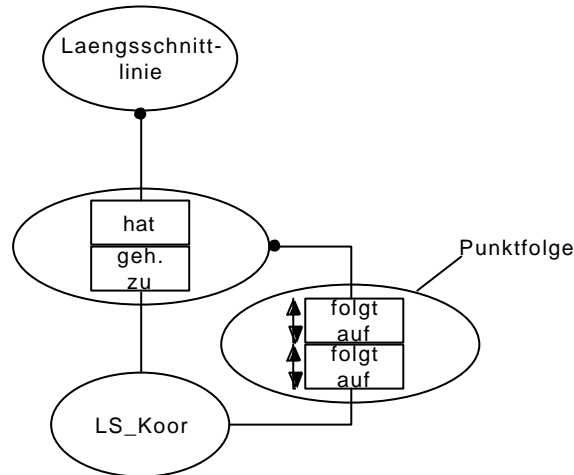 Laengsschnitt-
linie
hat
geh.
zu
Punktfolge
folgt
auf
folgt
auf
LS_Koor